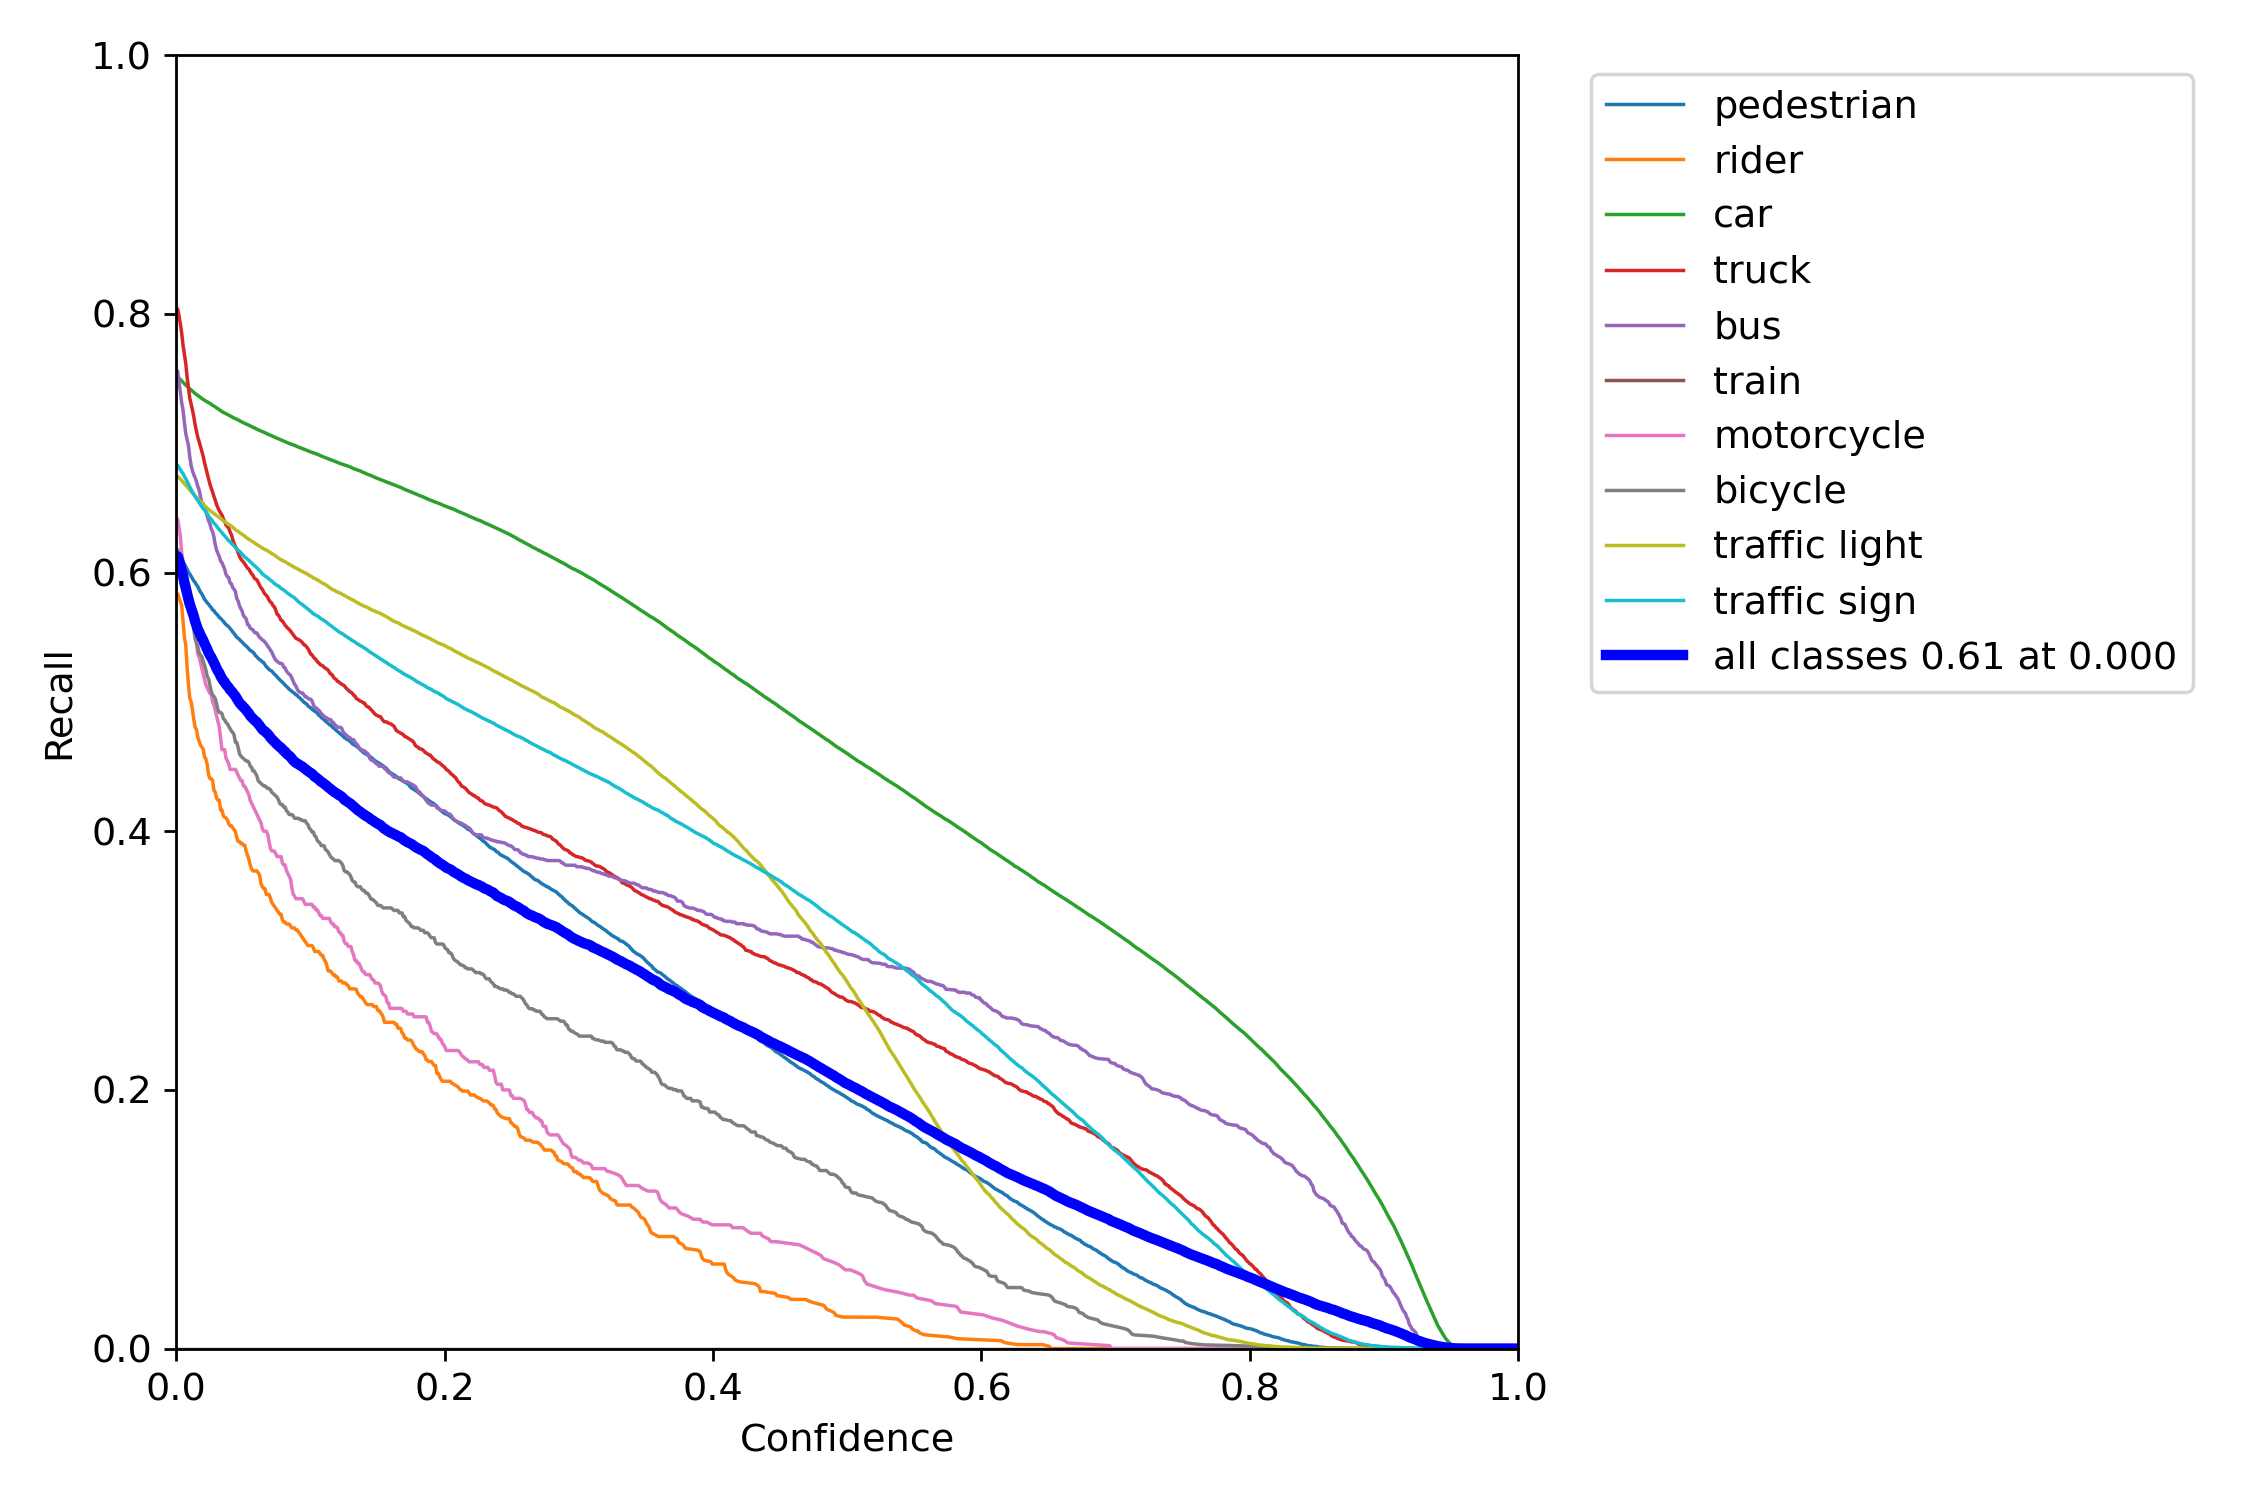 1.0
0.8
0.6
0.4
0.2
0.0
Recall
0.0 0.2 0.4 0.6 0.8 1.0
Confidence
pedestrian
rider
car
truck
bus
train
motorcycle
bicycle
traffic light
traffic sign
all classes 0.61 at 0.000